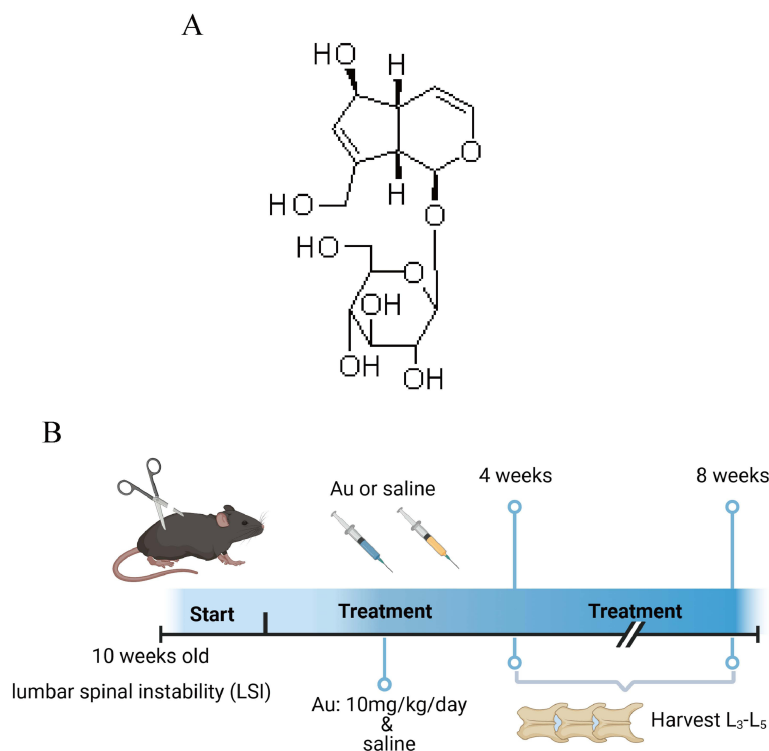 A
HO
H
O
H
HO
O
HO
O
OH
HO
OH
OH
B
Au or saline
4 weeks
8 weeks
Start
Treatment
Treatment
10 weeks old
lumbar spinal instability (LSI)
Au: 10mg/kg/day
&
saline
Harvest L₃-L₅